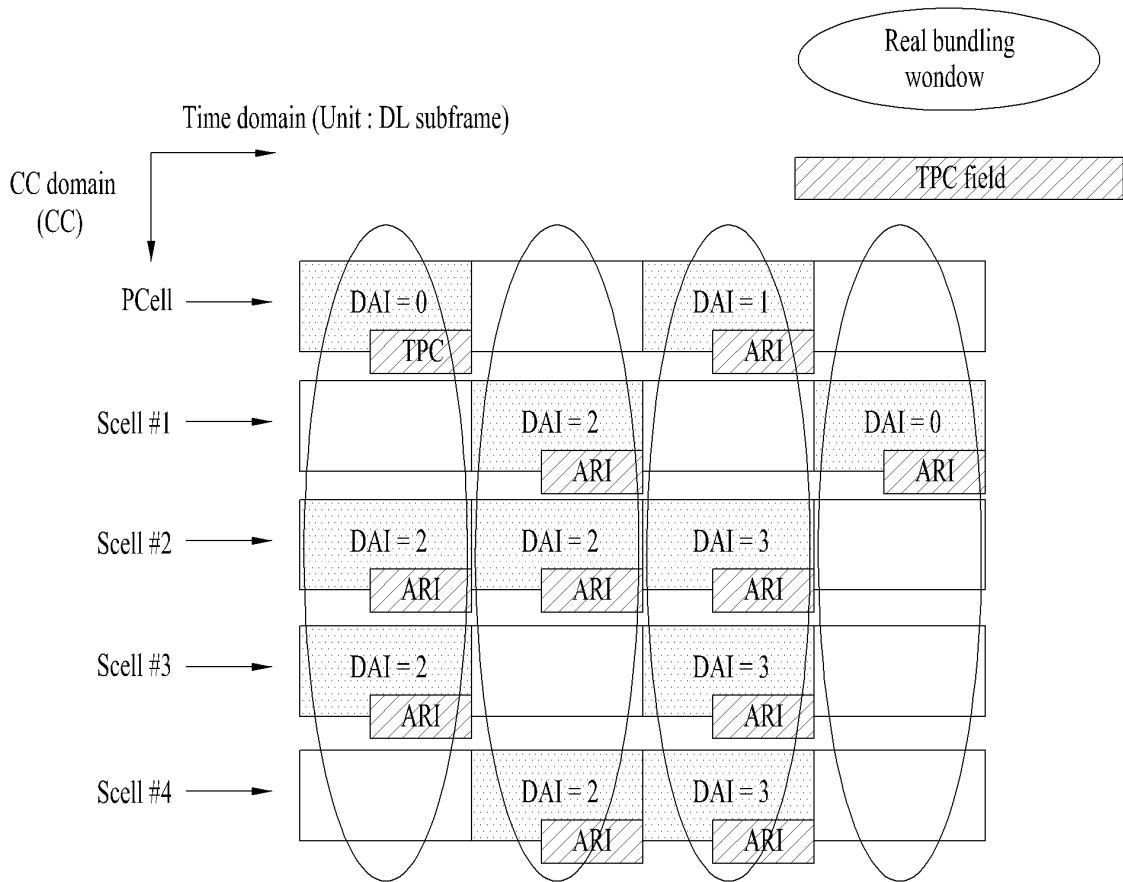 Real bundling
wondow
Time domain (Unit : DL subframe)
CC domain
(CC)
TPC field
PCell
DAI = 0
TPC
DAI = 1
ARI
Scell #1
DAI = 2
ARI
DAI = 0
ARI
Scell #2
DAI = 2
ARI
DAI = 2
ARI
DAI = 3
ARI
Scell #3
DAI = 2
ARI
DAI = 3
ARI
Scell #4
DAI = 2
ARI
DAI = 3
ARI